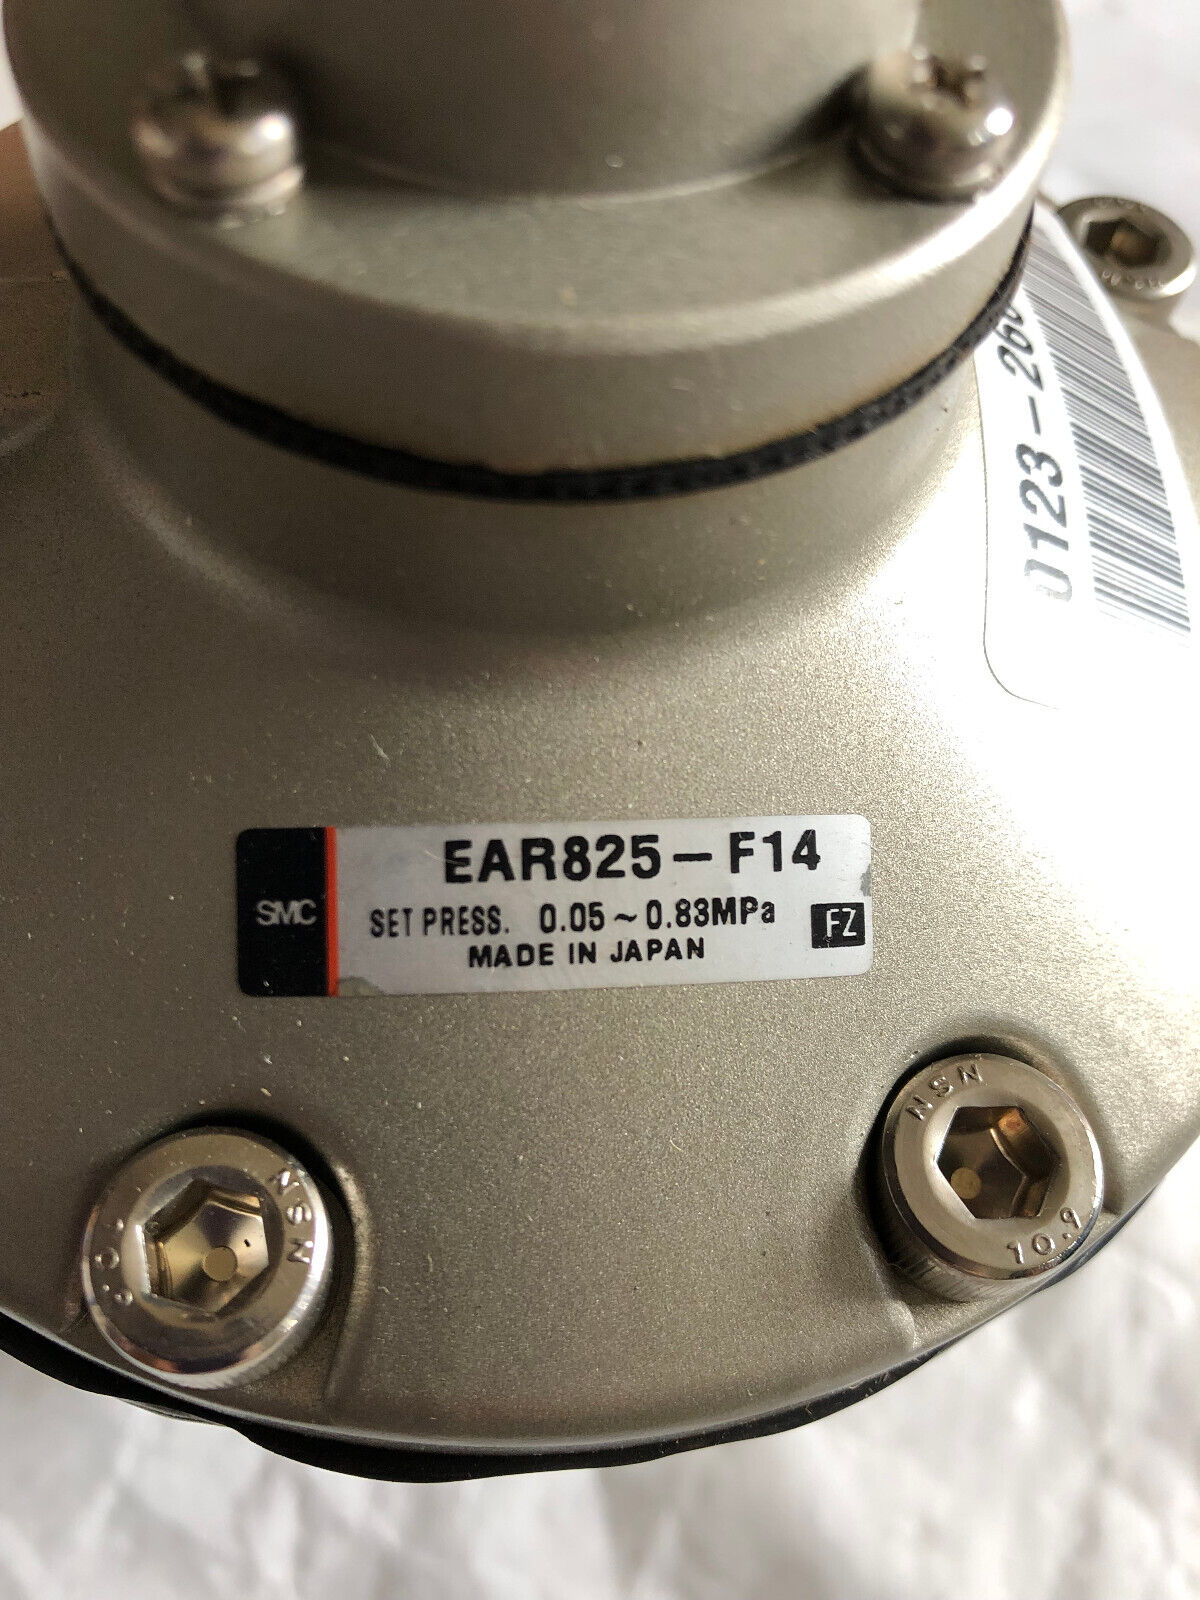 0123-260
EAR825-F14
SMC
SET PRESS. 0.05~0.83MPa
FZ
MADE IN JAPAN
NSN
10.9
NSN
10.9